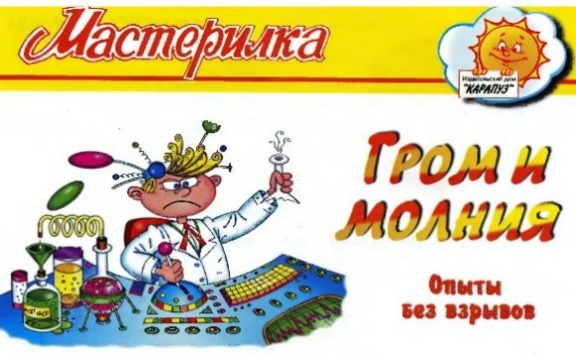 Мастерилка
Издательский дом
"КАРАПУЗ"
Гром и
молния
Опыты
без взрывов